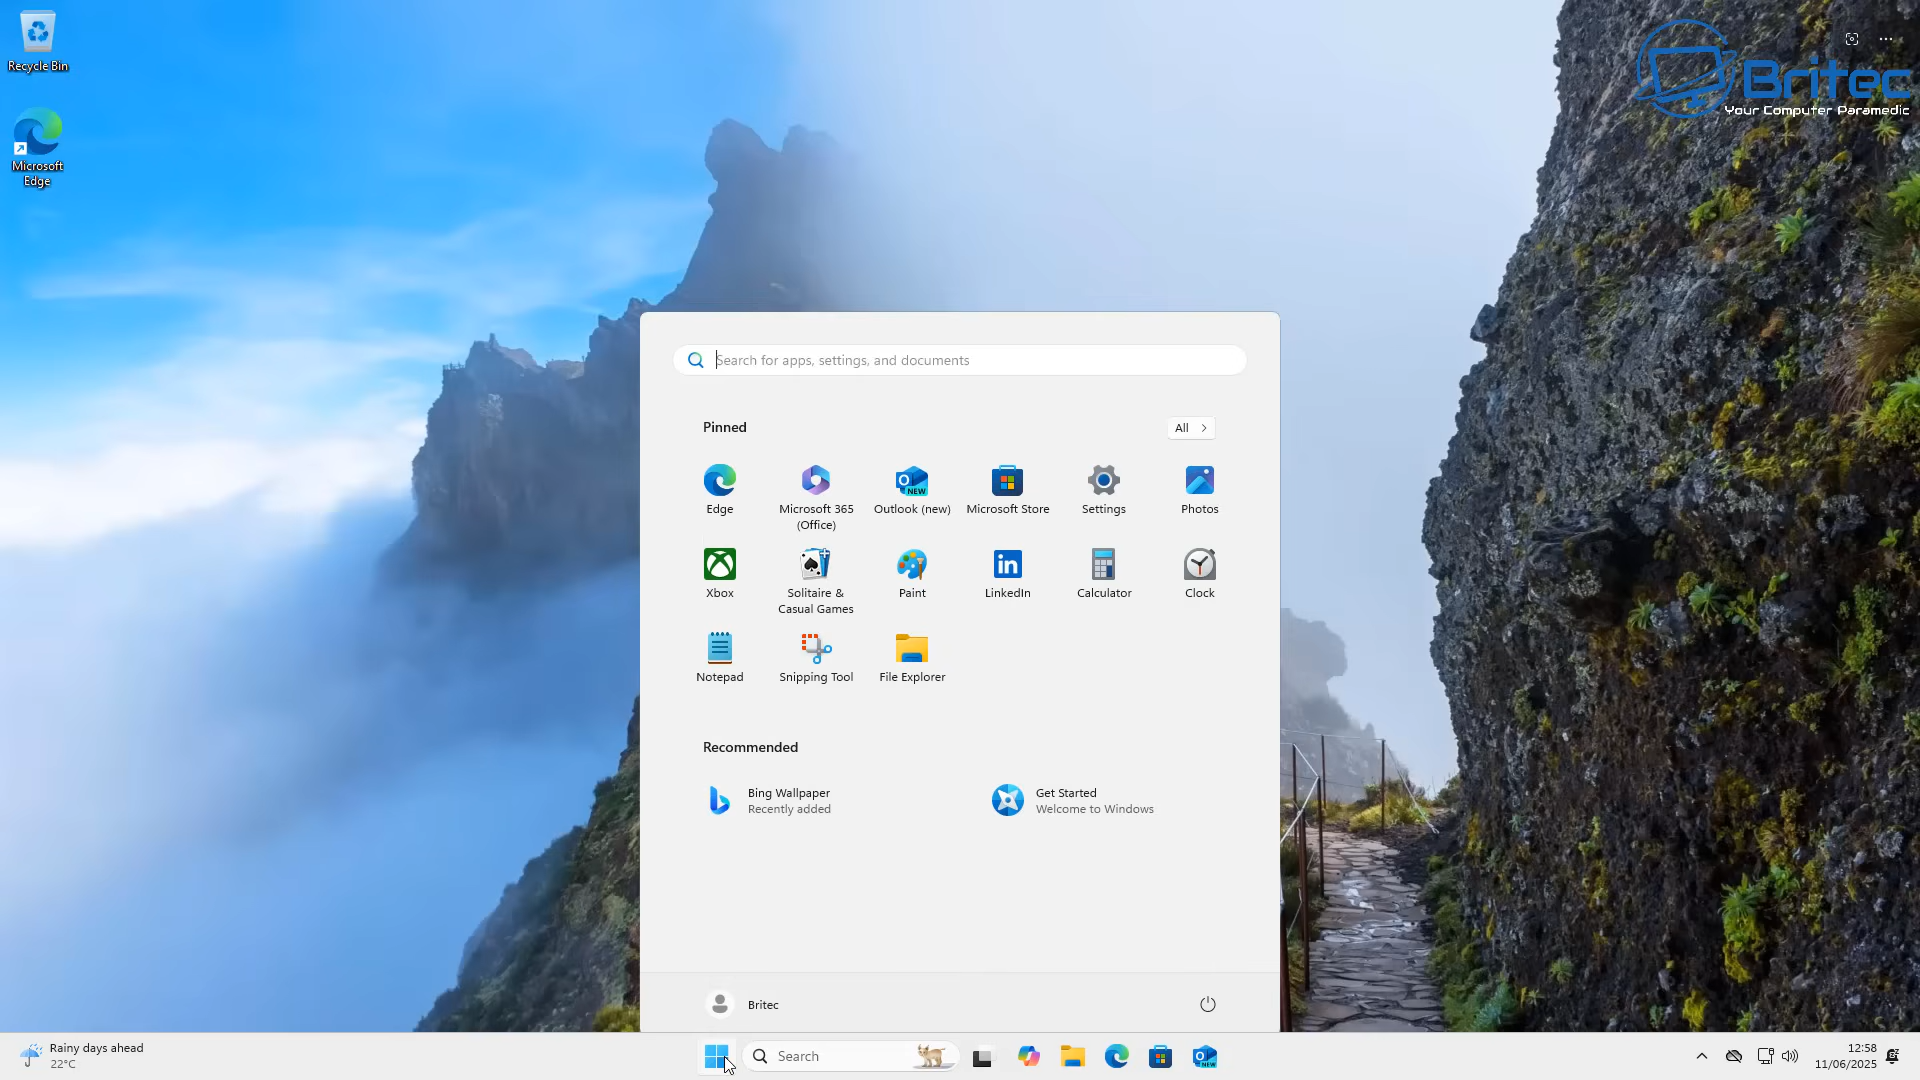 Recycle Bin
Microsoft
Edge
Britec
Your Computer Paramedic
Search for apps, settings, and documents
Pinned
All
Edge
Microsoft 365
(Office)
Outlook (new)
Microsoft Store
Settings
Photos
Xbox
Solitaire &
Casual Games
Paint
LinkedIn
Calculator
Clock
Notepad
Snipping Tool
File Explorer
Recommended
Bing Wallpaper
Recently added
Get Started
Welcome to Windows
Britec
Rainy days ahead
22°C
Search
12:58
11/06/2025